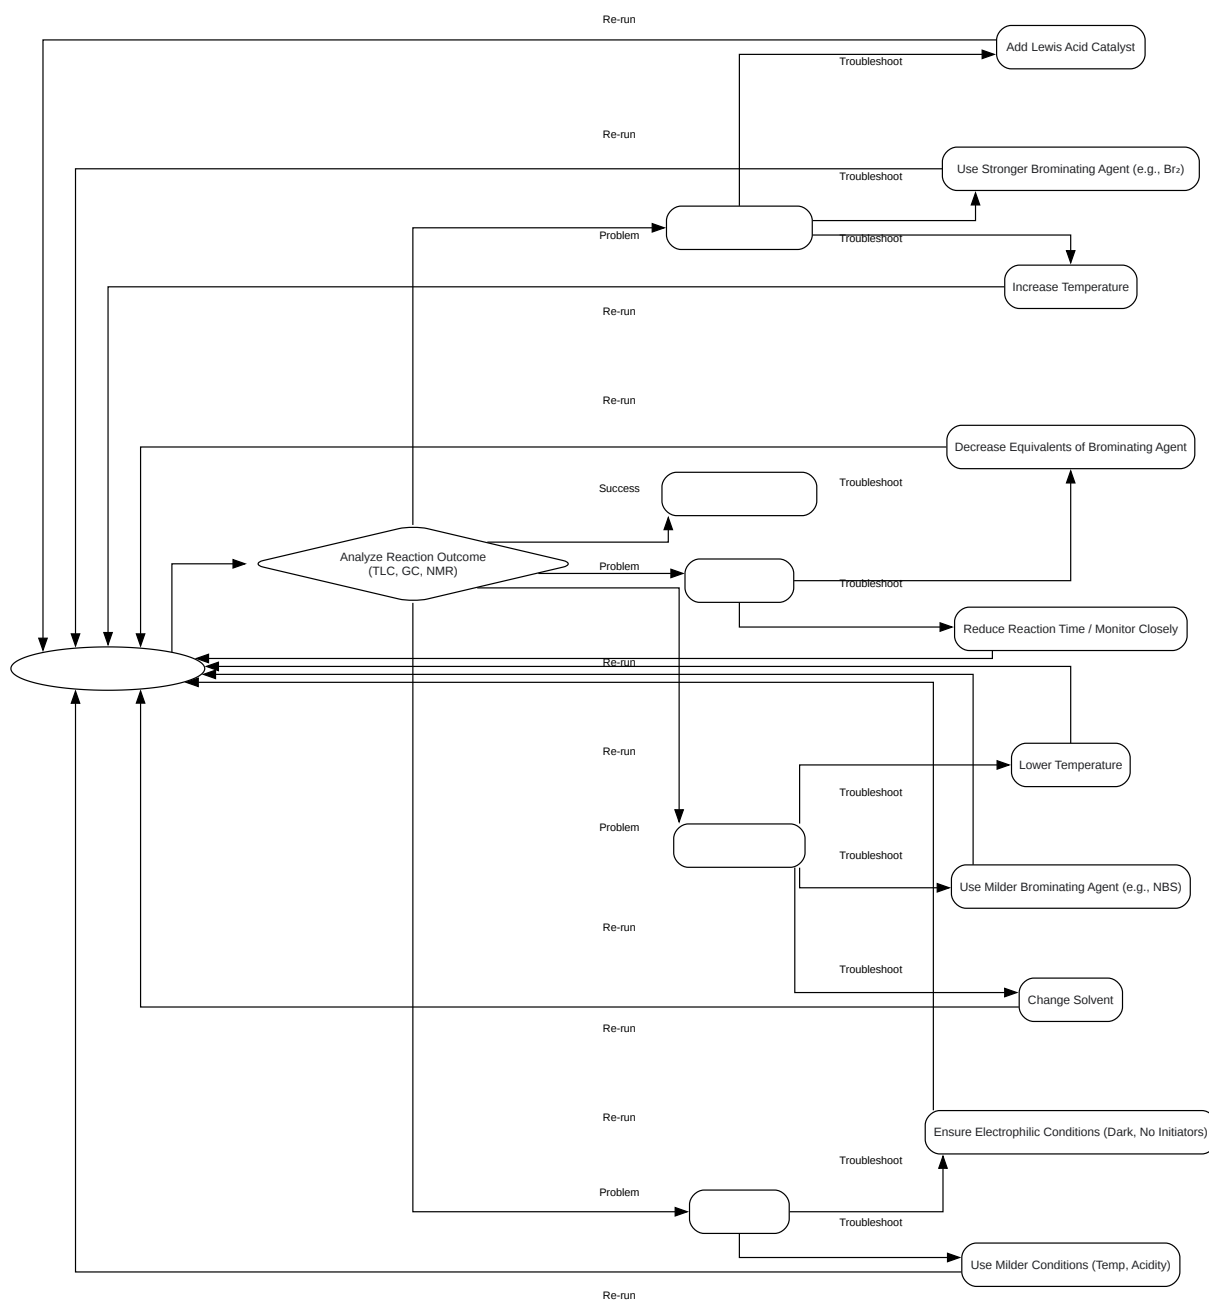 Re-run
Add Lewis Acid Catalyst
Troubleshoot
Re-run
Use Stronger Brominating Agent (e.g., Br₂)
Troubleshoot
Problem
Troubleshoot
Increase Temperature
Re-run
Re-run
Decrease Equivalents of Brominating Agent
Success
Troubleshoot
Analyze Reaction Outcome
(TLC, GC, NMR)
Problem
Troubleshoot
Reduce Reaction Time / Monitor Closely
Re-run
Re-run
Lower Temperature
Troubleshoot
Problem
Troubleshoot
Use Milder Brominating Agent (e.g., NBS)
Re-run
Troubleshoot
Change Solvent
Re-run
Re-run
Ensure Electrophilic Conditions (Dark, No Initiators)
Troubleshoot
Problem
Troubleshoot
Use Milder Conditions (Temp, Acidity)
Re-run